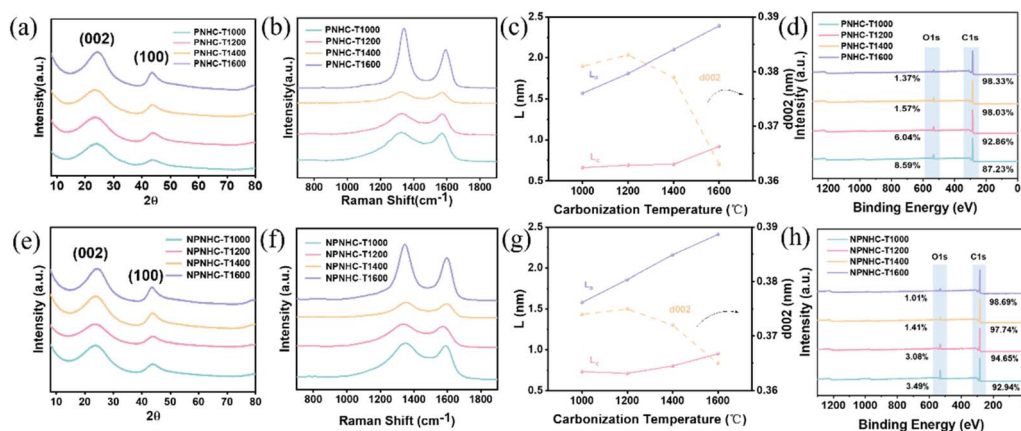 (a)
(002)
(100)
PNHC-T1000
PNHC-T1200
PNHC-T1400
PNHC-T1600
Intensity(a.u.)
10 20 30 40 50 60 70 80
2θ
(b)
PNHC-T1000
PNHC-T1200
PNHC-T1400
PNHC-T1600
Intensity(a.u.)
800 1000 1200 1400 1600 1800
Raman Shift(cm-1)
(c)
2.5
2.0
1.5
1.0
0.5
L (nm)
La
d002
Lc
0.39
0.38
0.37
0.36
d002 (nm)
1000 1200 1400 1600
Carbonization Temperature (℃)
(d)
PNHC-T1000
PNHC-T1200
PNHC-T1400
PNHC-T1600
O1s C1s
1.37% 98.33%
1.57% 98.03%
6.04% 92.86%
8.59% 87.23%
Intensity (a.u.)
1200 1000 800 600 400 200 0
Binding Energy (eV)
(e)
(002)
(100)
NPNHC-T1000
NPNHC-T1200
NPNHC-T1400
NPNHC-T1600
Intensity (a.u.)
10 20 30 40 50 60 70 80
2θ
(f)
NPNHC-T1000
NPNHC-T1200
NPNHC-T1400
NPNHC-T1600
Intensity (a.u.)
800 1000 1200 1400 1600 1800
Raman Shift (cm-1)
(g)
2.5
2.0
1.5
1.0
0.5
L (nm)
La
d002
Lc
0.39
0.38
0.37
0.36
d002 (nm)
1000 1200 1400 1600
Carbonization Temperature (℃)
(h)
NPNHC-T1000
NPNHC-T1200
NPNHC-T1400
NPNHC-T1600
O1s C1s
1.01% 98.69%
1.41% 97.74%
3.08% 94.65%
3.49% 92.94%
Intensity (a.u.)
1200 1000 800 600 400 200 0
Binding Energy (eV)